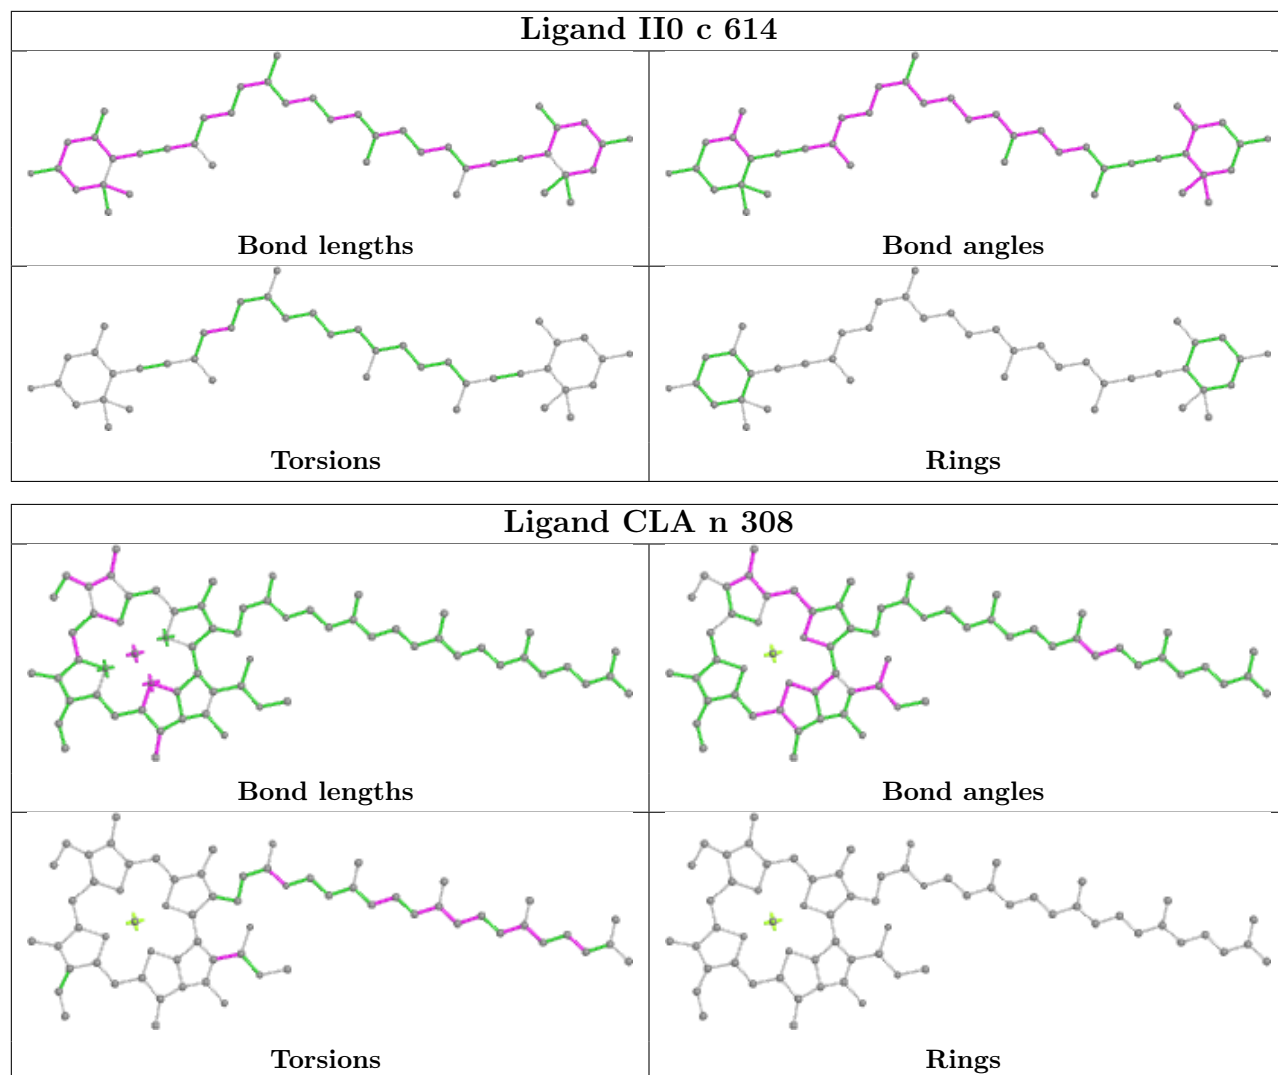 Ligand II0 c 614
Bond lengths
Bond angles
Torsions
Rings
Ligand CLA n 308
Bond lengths
Bond angles
Torsions
Rings